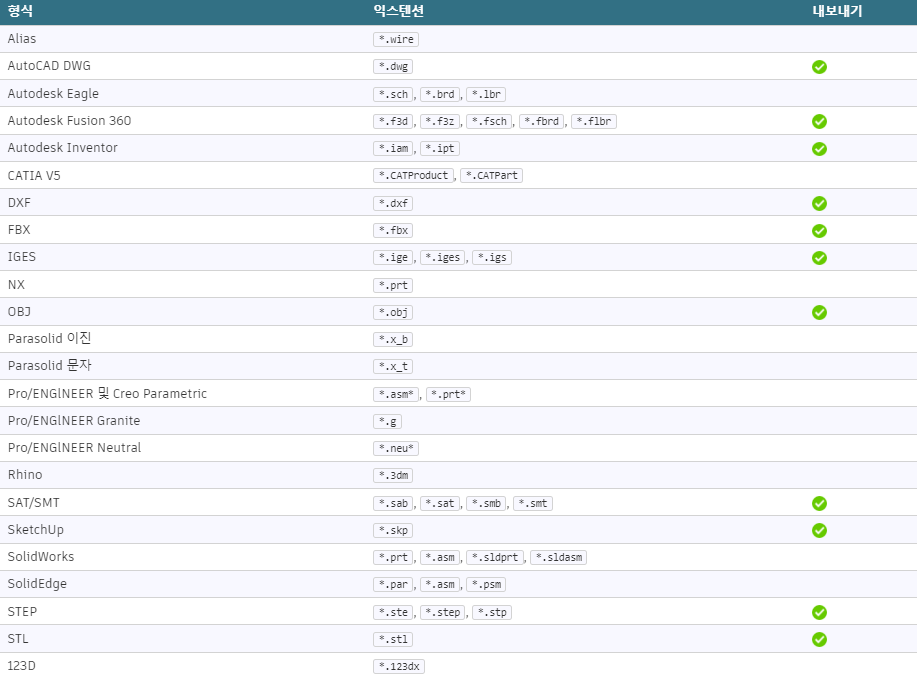 형식 익스텐션 내보내기
Alias *.wire
AutoCAD DWG *.dwg
Autodesk Eagle *.sch, *.brd, *.lbr
Autodesk Fusion 360 *.f3d, *.f3z, *.fsch, *.fbrd, *.flbr
Autodesk Inventor *.iam, *.ipt
CATIA V5 *.CATProduct, *.CATPart
DXF *.dxf
FBX *.fbx
IGES *.ige, *.iges, *.igs
NX *.prt
OBJ *.obj
Parasolid 이진 *.x_b
Parasolid 문자 *.x_t
Pro/ENGINEER 및 Creo Parametric *.asm*, *.prt*
Pro/ENGINEER Granite *.g
Pro/ENGINEER Neutral *.neu*
Rhino *.3dm
SAT/SMT *.sab, *.sat, *.smb, *.smt
SketchUp *.skp
SolidWorks *.prt, *.asm, *.sldprt, *.sldasm
SolidEdge *.par, *.asm, *.psm
STEP *.ste, *.step, *.stp
STL *.stl
123D *.123dx